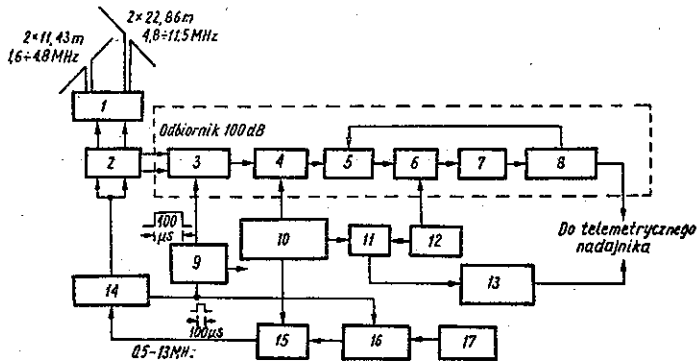 2×22,86m
4,8÷11,5MHz
2×11,43m
1,6÷4,8MHz
1
Odbiornik 100dB
2
3
4
5
6
7
8
100
μs
9
10
11
12
Do telemetrycznego
nadajnika
13
14
100μs
15
16
17
0,5-13MHz